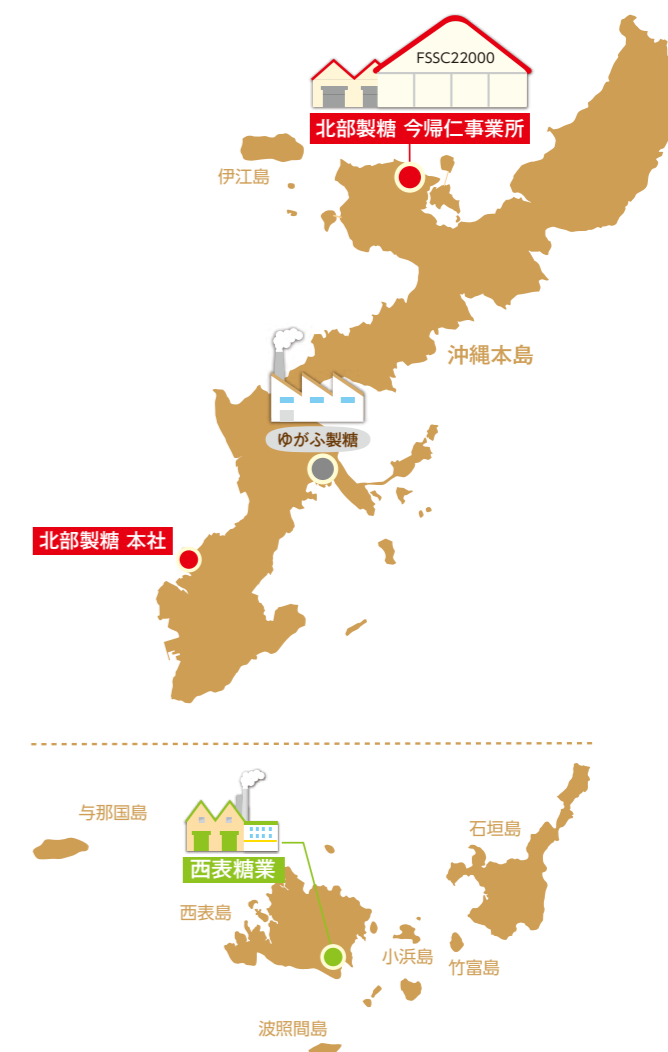 FSSC22000
北部製糖 今帰仁事業所
伊江島
沖縄本島
ゆがふ製糖
北部製糖 本社
与那国島
石垣島
西表糖業
西表島
小浜島
竹富島
波照間島